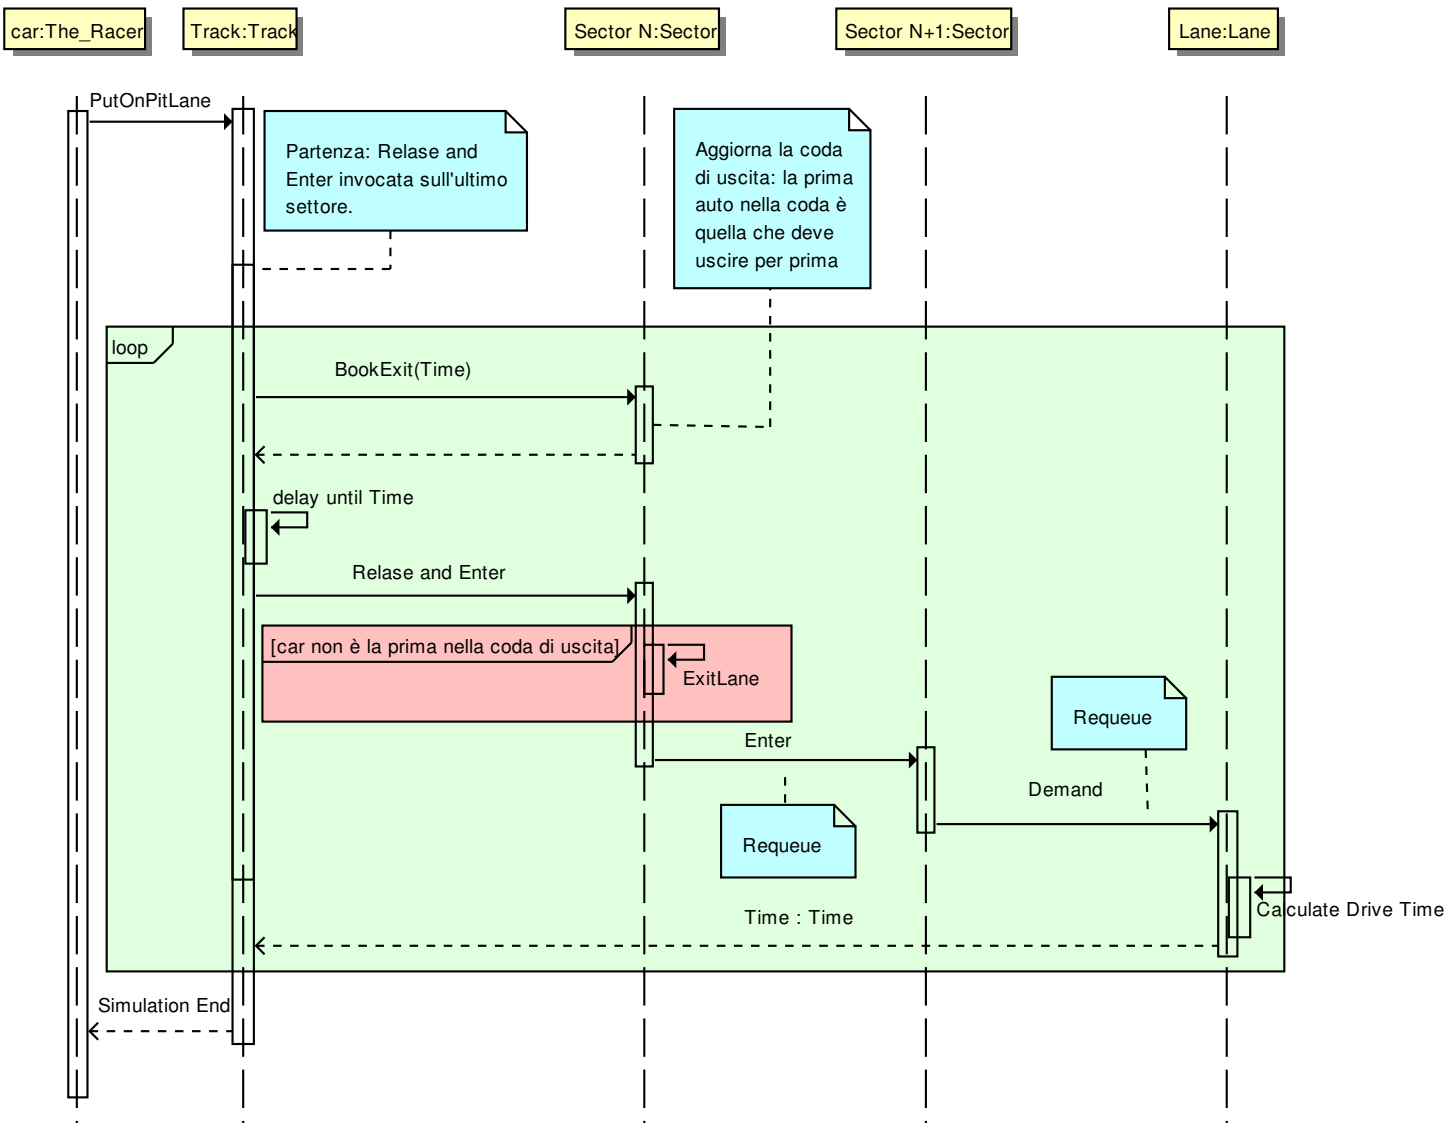 car:The_Racer
Track:Track
Sector N:Sector
Sector N+1:Sector
Lane:Lane
PutOnPitLane
Partenza: Relase and
Enter invocata sull'ultimo
settore.
Aggiorna la coda
di uscita: la prima
auto nella coda è
quella che deve
uscire per prima
loop
BookExit(Time)
delay until Time
Relase and Enter
[car non è la prima nella coda di uscita]
ExitLane
Requeue
Enter
Demand
Requeue
Calculate Drive Time
Time : Time
Simulation End